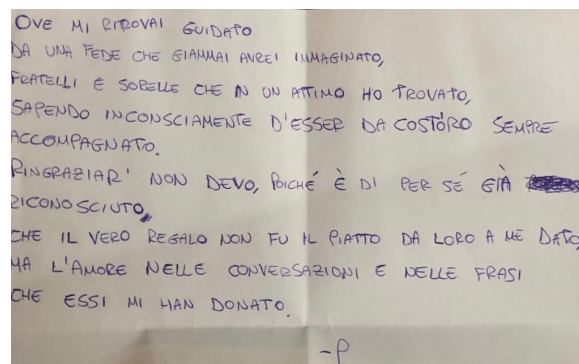 OVE MI RITROVAI GUIDATO
DA UNA FEDE CHE GIAMMAI AVREI IMMAGINATO,
FRATELLI E SORELLE CHE IN UN ATTIMO HO TROVATO,
SAPENDO INCONSCIAMENTE D'ESSER DA COSTÓRO SEMPRE
ACCOMPAGNATO.
RINGRAZIAR' NON DEVO, POICHÉ È DI PER SÉ GIÀ
RICONOSCIUTO,
CHE IL VERO REGALO NON FU IL PIATTO DA LORO A ME DATO,
MA L'AMORE NELLE CONVERSAZIONI E NELLE FRASI
CHE ESSI MI HAN DONATO.
-P